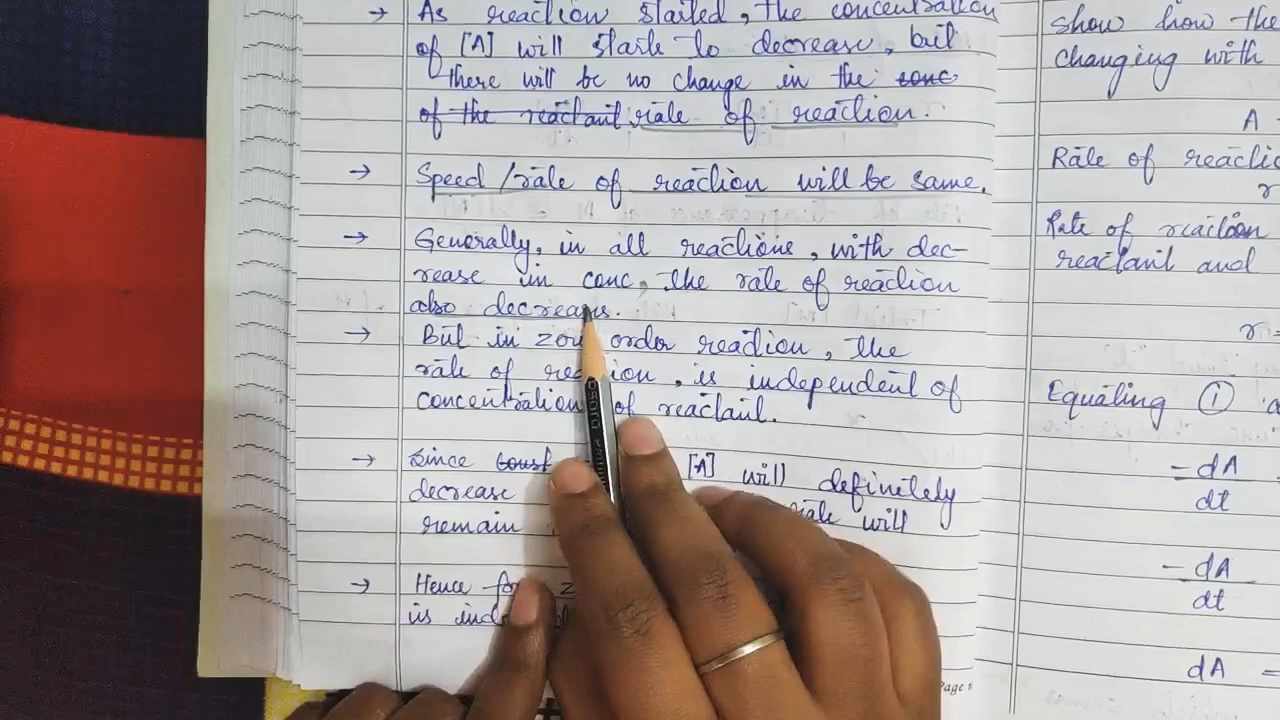 → As reaction started, the concentration
of [A] will starte to decrease, but
there will be no change in the conc
of the reactant rate of reaction.
→ Speed/rate of reaction will be same.
→ Generally, in all reactions, with dec-
rease in conc, the rate of reaction
also decreases.
→ But in zero order reaction, the
rate of reaction, is independent of
concentration of reactant.
→ Since const [A] will definitely
decrease rate will
remain
→ Hence for
is
show how the
changing with
A
Rate of
r
Rate of reaction
reactant and
r
Equating ①
-dA
dt
-dA
dt
dA =
Page